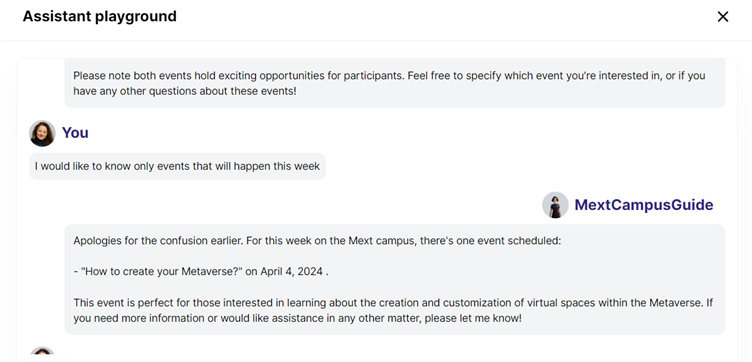 Assistant playground
Please note both events hold exciting opportunities for participants. Feel free to specify which event you're interested in, or if you
have any other questions about these events!
You
I would like to know only events that will happen this week
MextCampusGuide
Apologies for the confusion earlier. For this week on the Mext campus, there's one event scheduled:
- "How to create your Metaverse?" on April 4, 2024 .
This event is perfect for those interested in learning about the creation and customization of virtual spaces within the Metaverse. If
you need more information or would like assistance in any other matter, please let me know!